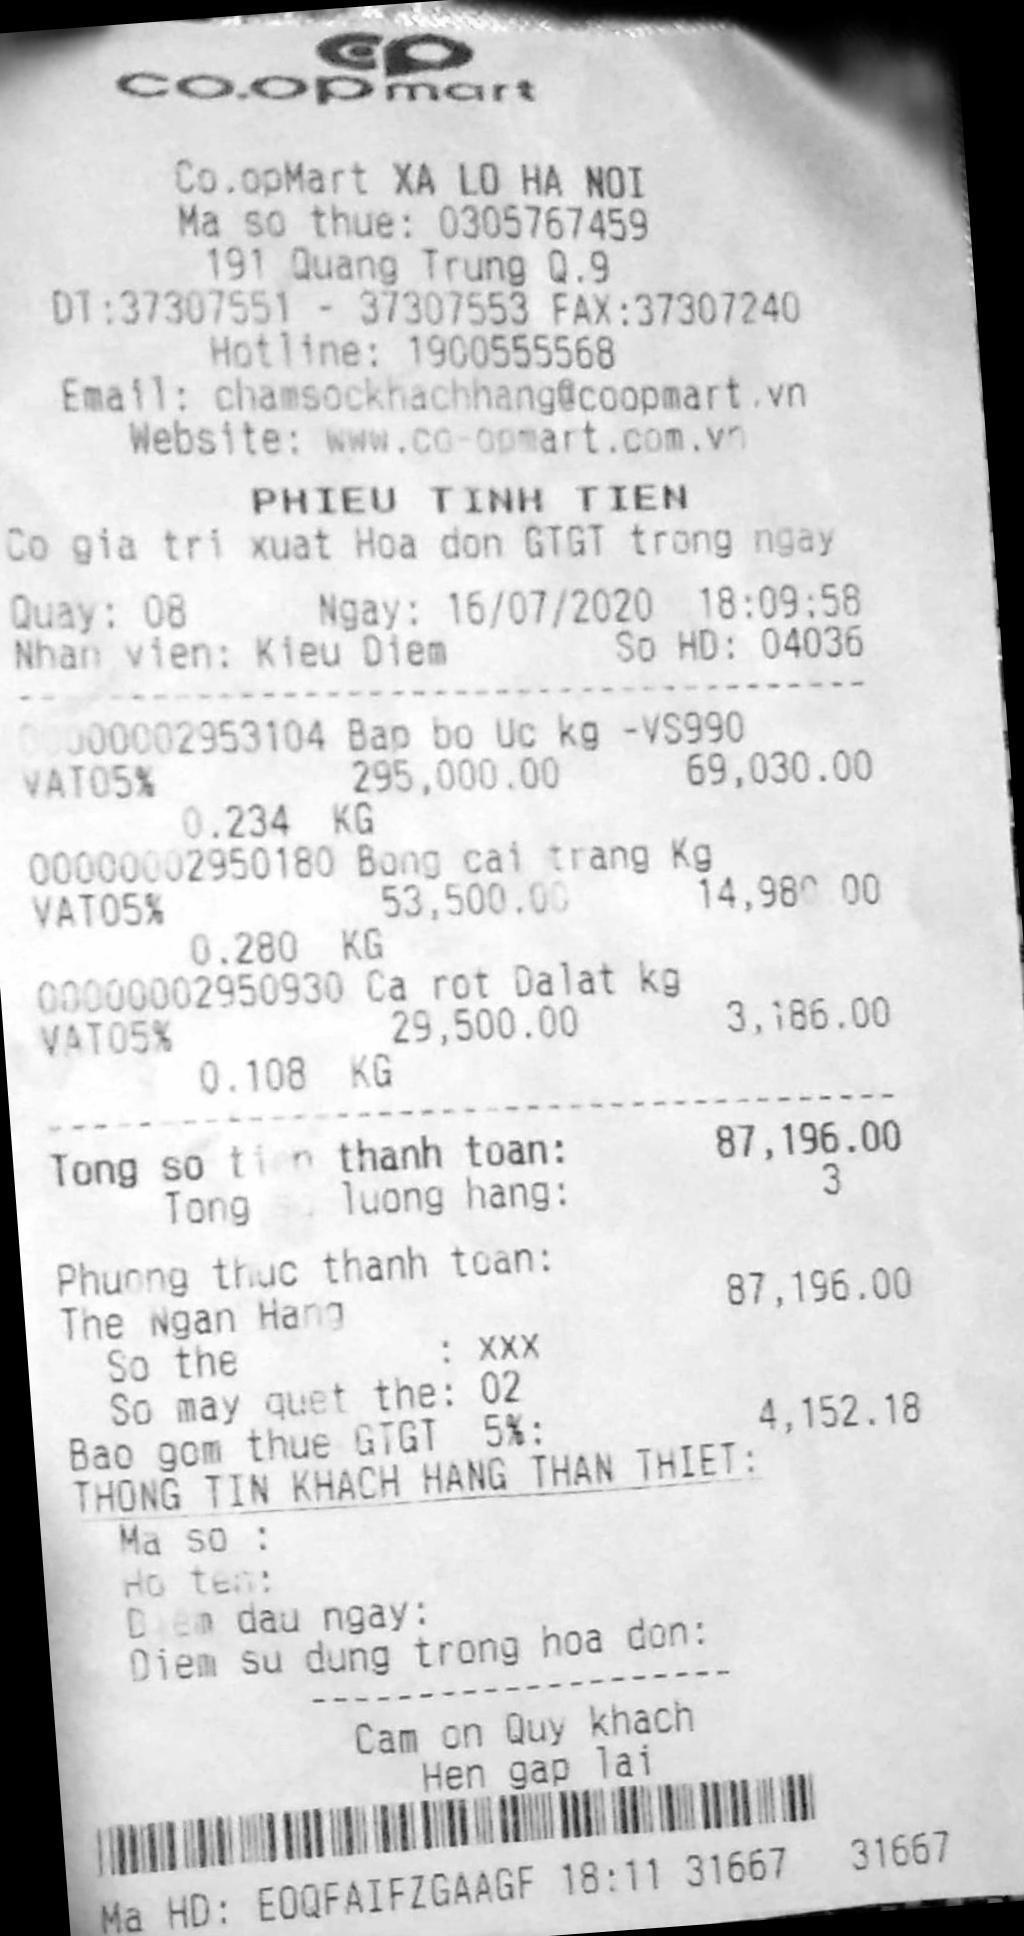 co.opmart
Co.opMart XA LO HA NOI
Ma so thue: 0305767459
191 Quang Trung Q.9
DT:37307551 - 37307553 FAX:37307240
Hotline: 1900555568
Email: chamsockhachhang@coopmart.vn
Website: www.co-opmart.com.vn
PHIEU TINH TIEN
Co gia tri xuat Hoa don GTGT trong ngay
Quay: 08 Ngay: 16/07/2020 18:09:58
Nhan vien: Kieu Diem So HD: 04036
00000002953104 Bap bo Uc kg -VS990
VAT05% 295,000.00 69,030.00
0.234 KG
00000002950180 Bong cai trang Kg
VAT05% 53,500.00 14,980.00
0.280 KG
00000002950930 Ca rot Dalat kg
VAT05% 29,500.00 3,186.00
0.108 KG
Tong so tien thanh toan: 87,196.00
Tong luong hang: 3
Phuong thuc thanh toan:
The Ngan Hang 87,196.00
So the : XXX
So may quet the: 02
Bao gom thue GTGT 5%: 4,152.18
THONG TIN KHACH HANG THAN THIET:
Ma so :
Ho ten:
Diem dau ngay:
Diem su dung trong hoa don:
Cam on Quy khach
Hen gap lai
Ma HD: EOQFAIFZGAAGF 18:11 31667 31667